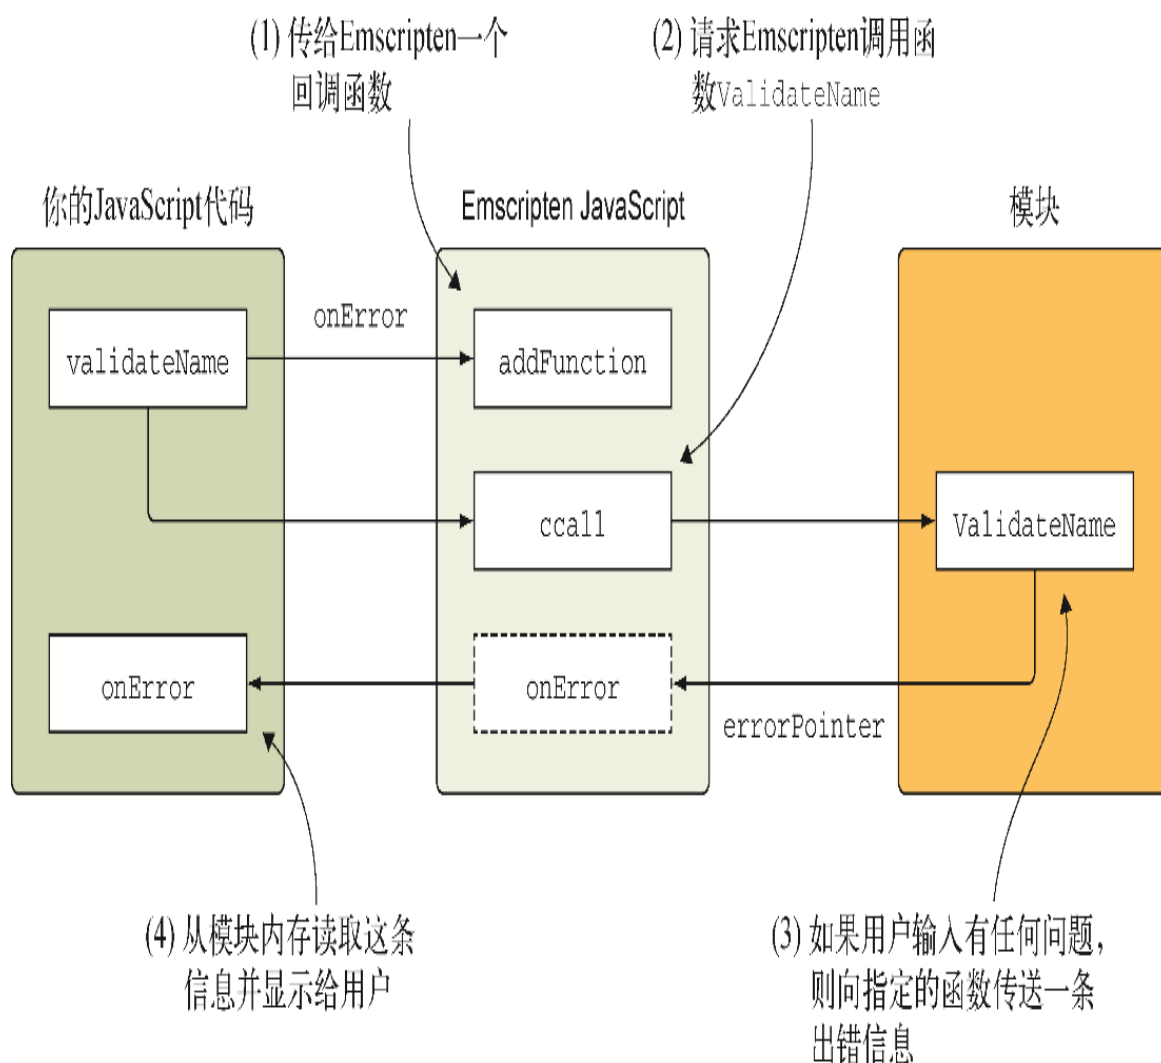 (1) 传给Emscripten一个
回调函数
(2) 请求Emscripten调用函
数ValidateName
你的JavaScript代码
Emscripten JavaScript
模块
validateName
onError
addFunction
ccall
ValidateName
onError
onError
errorPointer
(4) 从模块内存读取这条
信息并显示给用户
(3) 如果用户输入有任何问题，
则向指定的函数传送一条
出错信息